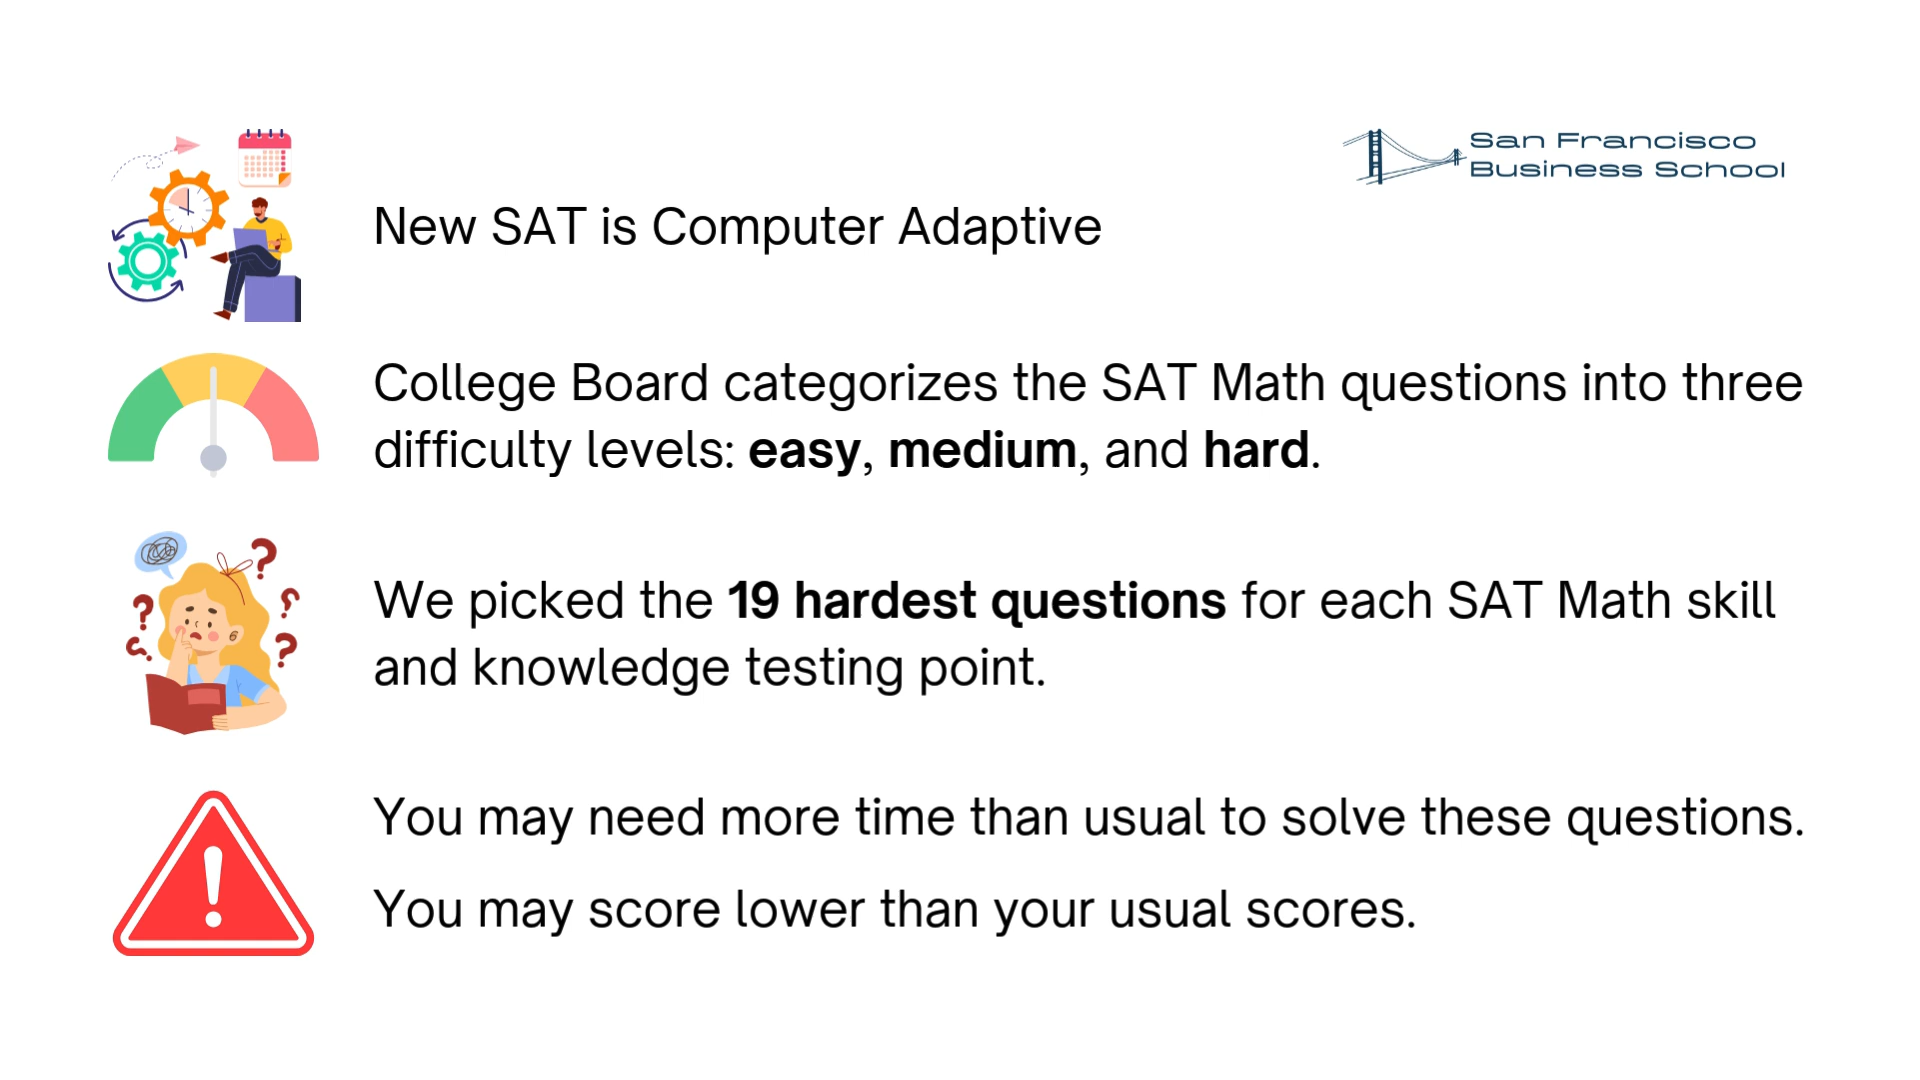 San Francisco
Business School
New SAT is Computer Adaptive
College Board categorizes the SAT Math questions into three
difficulty levels: easy, medium, and hard.
We picked the 19 hardest questions for each SAT Math skill
and knowledge testing point.
You may need more time than usual to solve these questions.
You may score lower than your usual scores.